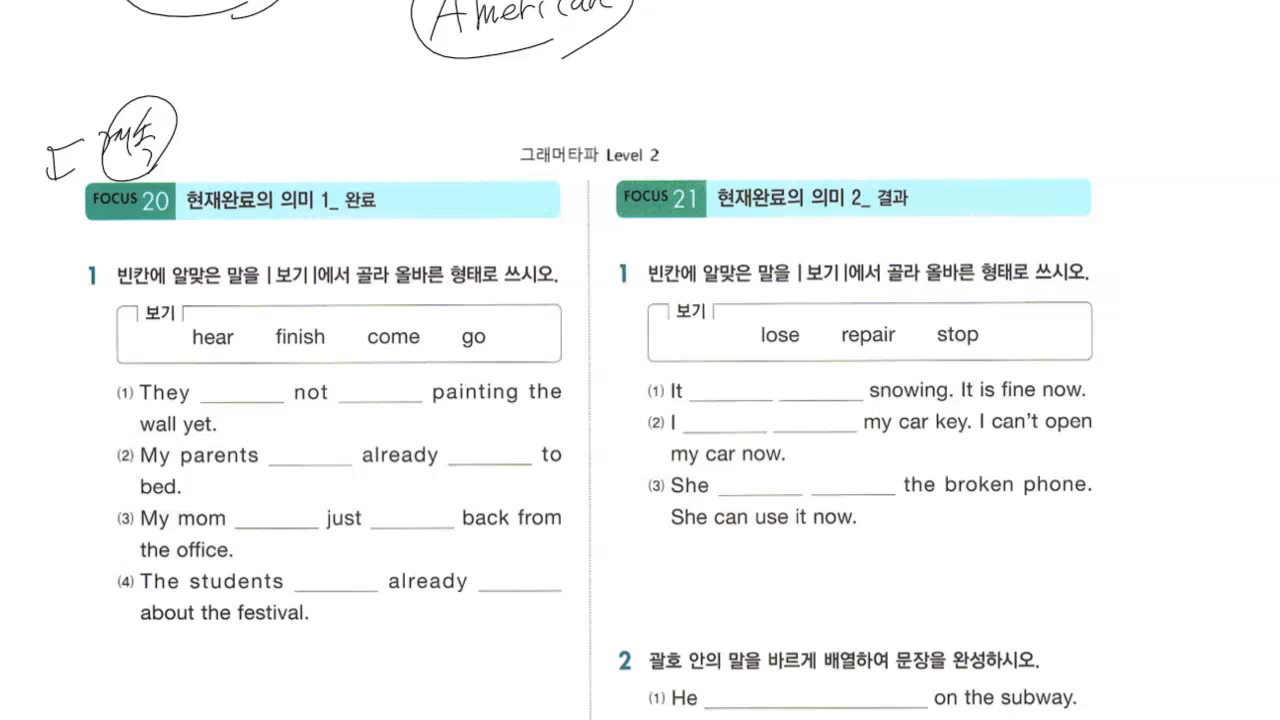 American
계속
그래머타파 Level 2
FOCUS 20 현재완료의 의미 1_ 완료
1 빈칸에 알맞은 말을 | 보기 |에서 골라 올바른 형태로 쓰시오.
보기
hear finish come go
(1) They ________ not ________ painting the
wall yet.
(2) My parents ________ already ________ to
bed.
(3) My mom ________ just ________ back from
the office.
(4) The students ________ already ________
about the festival.
FOCUS 21 현재완료의 의미 2_ 결과
1 빈칸에 알맞은 말을 | 보기 |에서 골라 올바른 형태로 쓰시오.
보기
lose repair stop
(1) It ________ ________ snowing. It is fine now.
(2) I ________ ________ my car key. I can't open
my car now.
(3) She ________ ________ the broken phone.
She can use it now.
2 괄호 안의 말을 바르게 배열하여 문장을 완성하시오.
(1) He ________ on the subway.